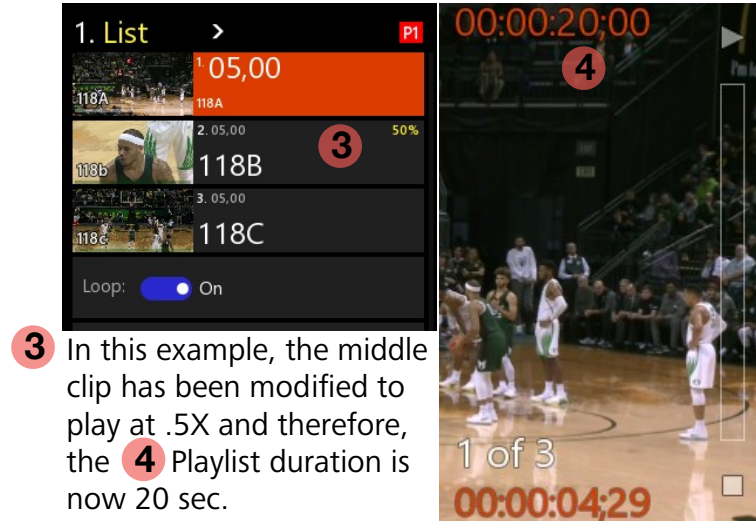 1. List >
P1
1. 05,00
118A
118A
2. 05,00
50%
3
118B
118b
3. 05,00
118C
118c
Loop: On
00:00:20;00
4
1 of 3
00:00:04;29
3 In this example, the middle
clip has been modified to
play at .5X and therefore,
the 4 Playlist duration is
now 20 sec.